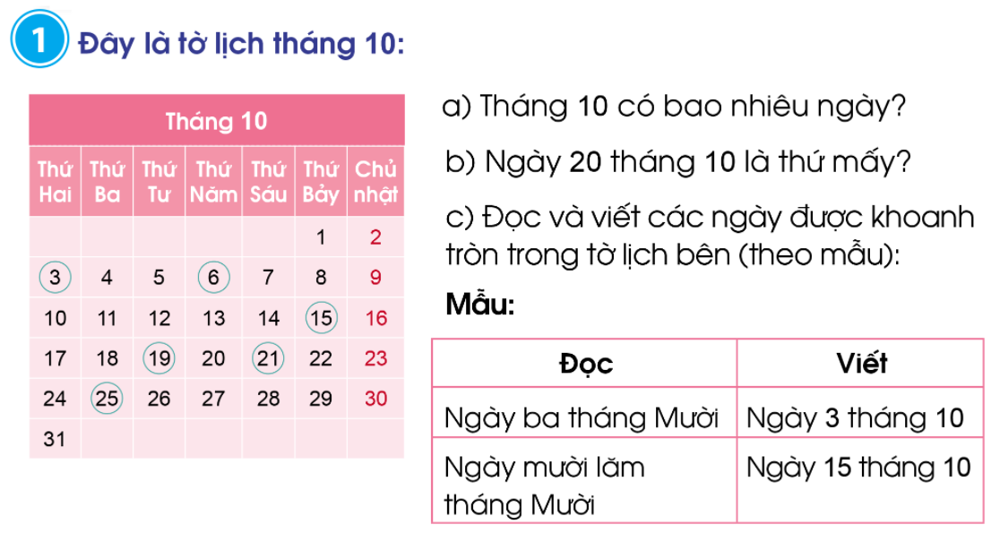 1 Đây là tờ lịch tháng 10:
Tháng 10
Thứ Hai Thứ Ba Thứ Tư Thứ Năm Thứ Sáu Thứ Bảy Chủ nhật
1 2
3 4 5 6 7 8 9
10 11 12 13 14 15 16
17 18 19 20 21 22 23
24 25 26 27 28 29 30
31
a) Tháng 10 có bao nhiêu ngày?
b) Ngày 20 tháng 10 là thứ mấy?
c) Đọc và viết các ngày được khoanh
tròn trong tờ lịch bên (theo mẫu):
Mẫu:
Đọc Viết
Ngày ba tháng Mười Ngày 3 tháng 10
Ngày mười lăm Ngày 15 tháng 10
tháng Mười